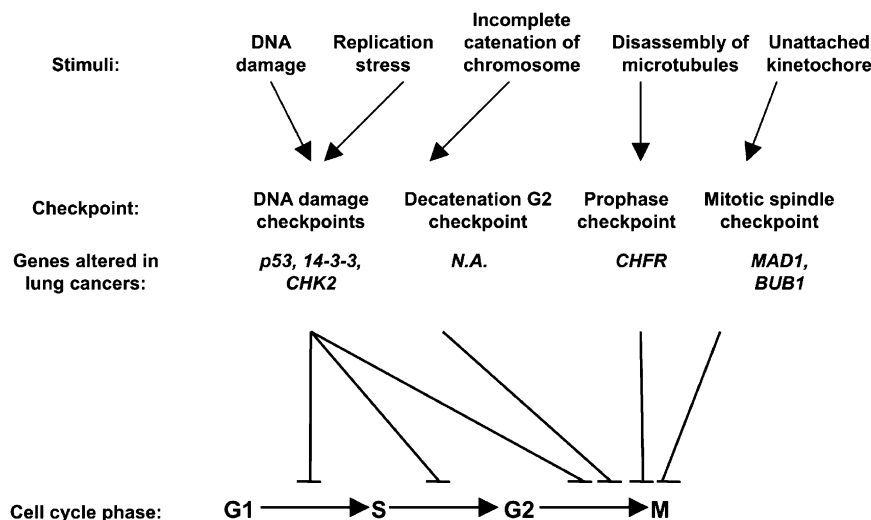 Stimuli:
DNA
damage
Replication
stress
Incomplete
catenation of
chromosome
Disassembly of
microtubules
Unattached
kinetochore
Checkpoint:
DNA damage
checkpoints
Decatenation G2
checkpoint
Prophase
checkpoint
Mitotic spindle
checkpoint
Genes altered in
lung cancers:
p53, 14-3-3,
CHK2
N.A.
CHFR
MAD1,
BUB1
Cell cycle phase:
G1
S
G2
M